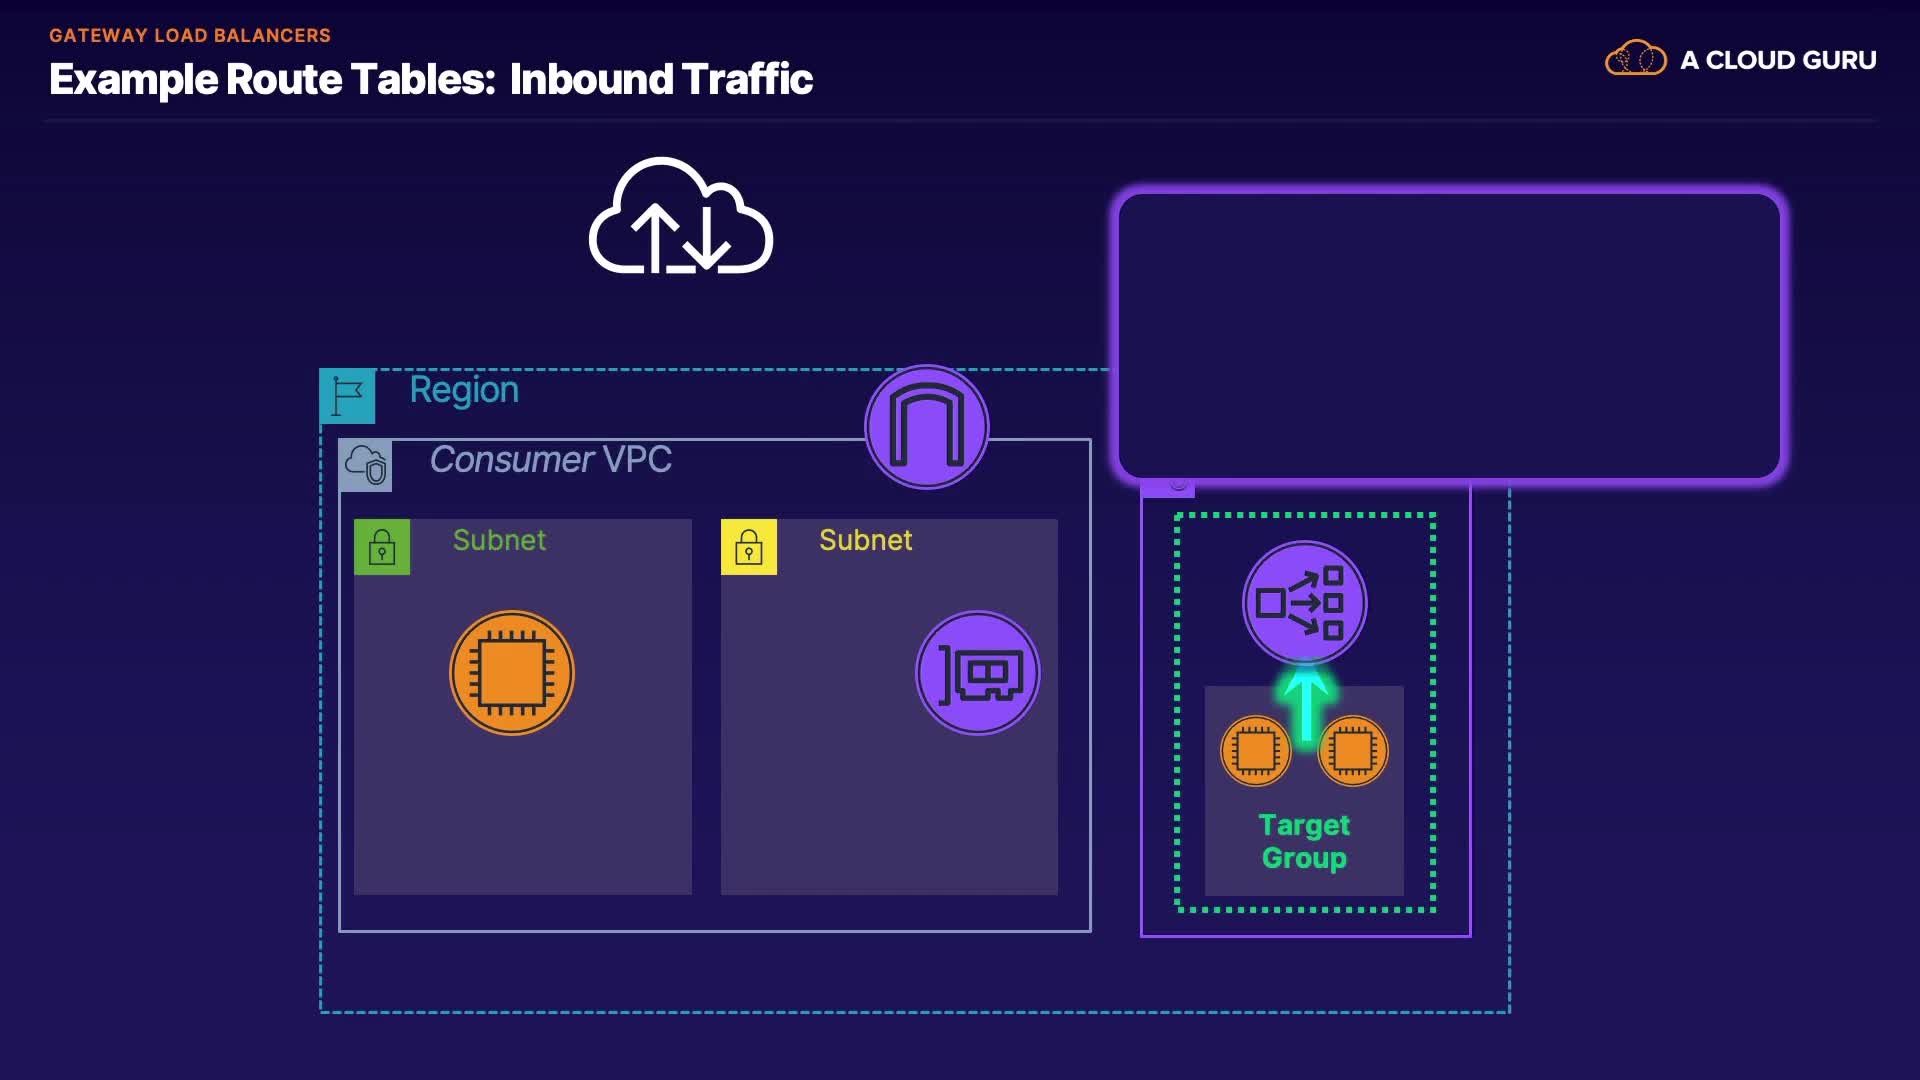 GATEWAY LOAD BALANCERS
Example Route Tables: Inbound Traffic
A CLOUD GURU
Region
Consumer VPC
Subnet
Subnet
Target
Group